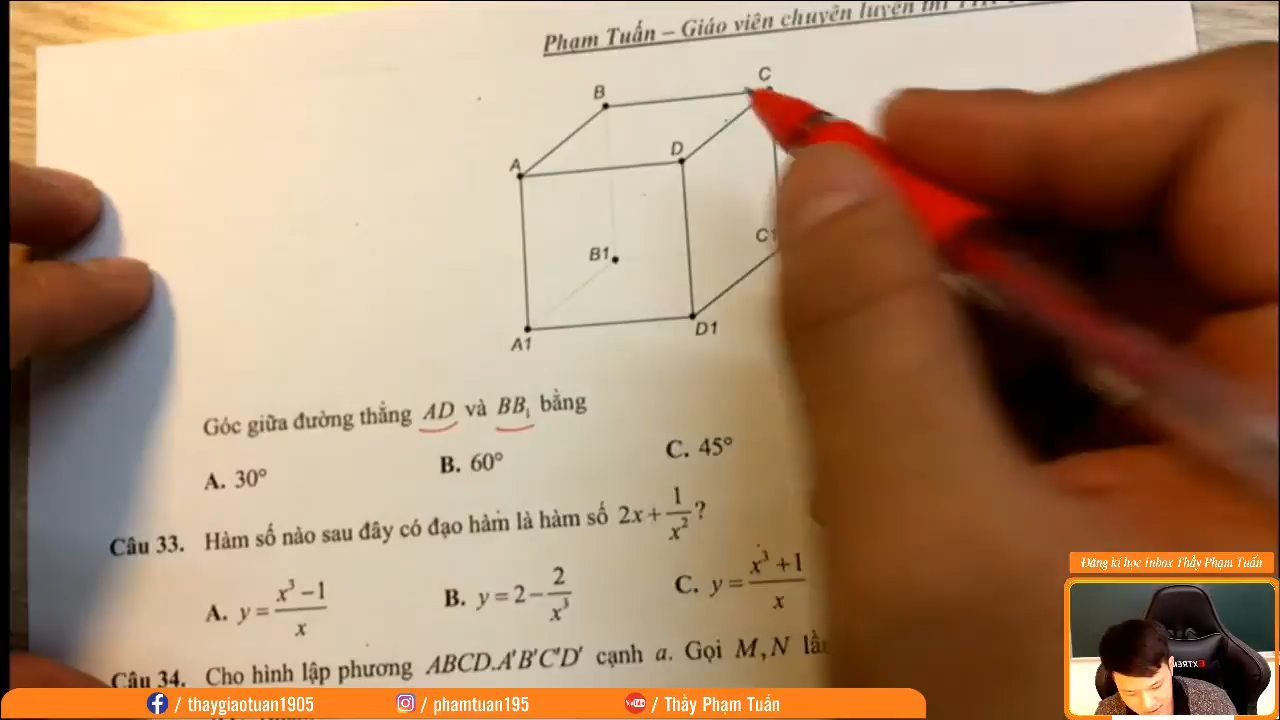 Phạm Tuấn – Giáo viên chuyên luyện thi
B
C
A
D
B1
C1
A1
D1
Góc giữa đường thẳng AD và BB₁ bằng
A. 30° B. 60° C. 45°
Câu 33. Hàm số nào sau đây có đạo hàm là hàm số 2x + 1/x² ?
A. y = (x³ − 1)/x B. y = 2 − 2/x³ C. y = (x³ + 1)/x
Câu 34. Cho hình lập phương ABCD.A'B'C'D' cạnh a. Gọi M, N
Đăng kí học Inbox Thầy Phạm Tuấn
EXTREME
/ thaygiaotuan1905 / phamtuan195 / Thầy Phạm Tuấn